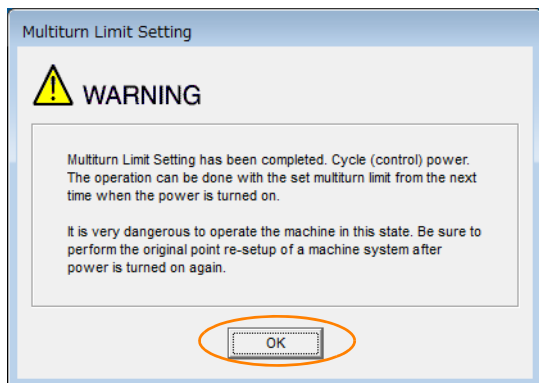 Multiturn Limit Setting
WARNING
Multiturn Limit Setting has been completed. Cycle (control) power.
The operation can be done with the set multiturn limit from the next
time when the power is turned on.
It is very dangerous to operate the machine in this state. Be sure to
perform the original point re-setup of a machine system after
power is turned on again.
OK